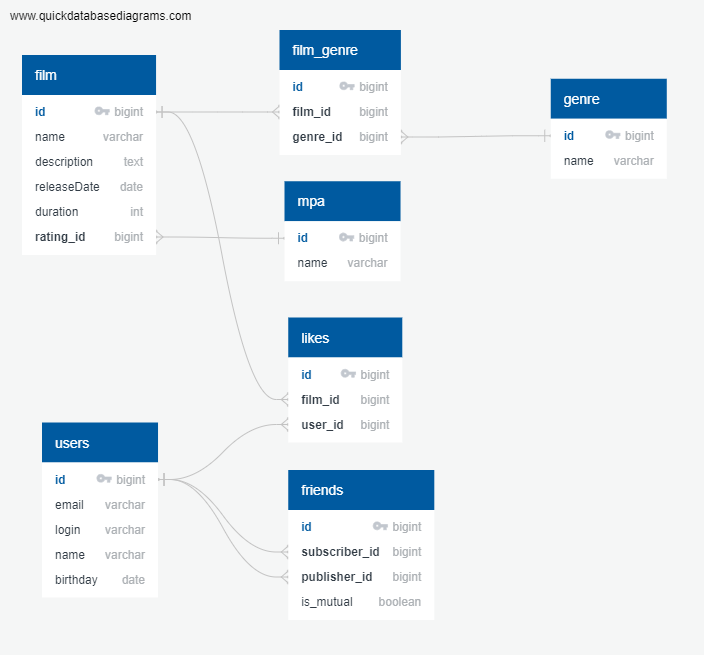 www.quickdatabasediagrams.com
film
id bigint
name varchar
description text
releaseDate date
duration int
rating_id bigint
film_genre
id bigint
film_id bigint
genre_id bigint
genre
id bigint
name varchar
mpa
id bigint
name varchar
likes
id bigint
film_id bigint
user_id bigint
users
id bigint
email varchar
login varchar
name varchar
birthday date
friends
id bigint
subscriber_id bigint
publisher_id bigint
is_mutual boolean